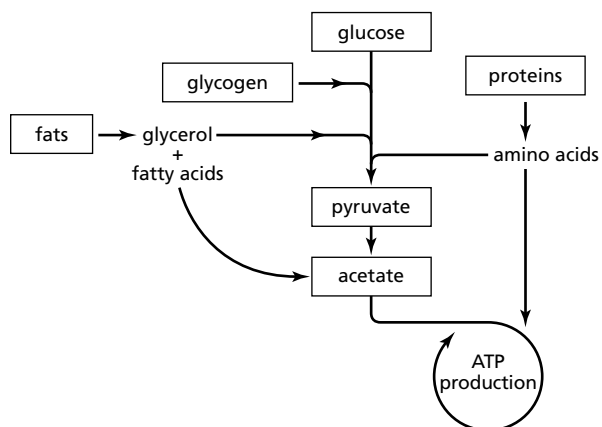 glucose
glycogen
proteins
fats
glycerol
+
fatty acids
amino acids
pyruvate
acetate
ATP
production